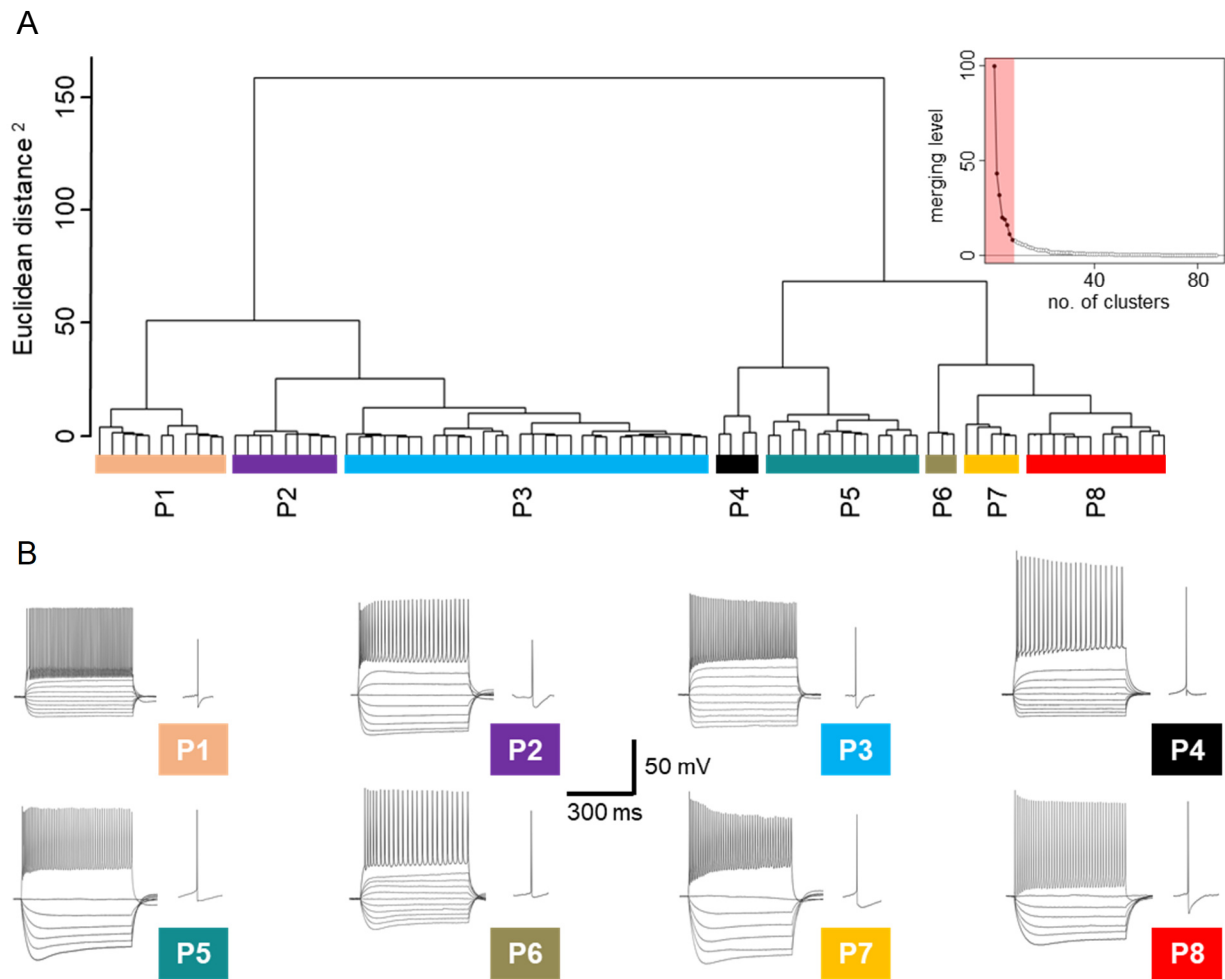 A
Euclidean distance 2
150
100
50
0
100
50
0
merging level
40 80
no. of clusters
P1 P2 P3 P4 P5 P6 P7 P8
B
P1 P2 P3 P4
50 mV
300 ms
P5 P6 P7 P8